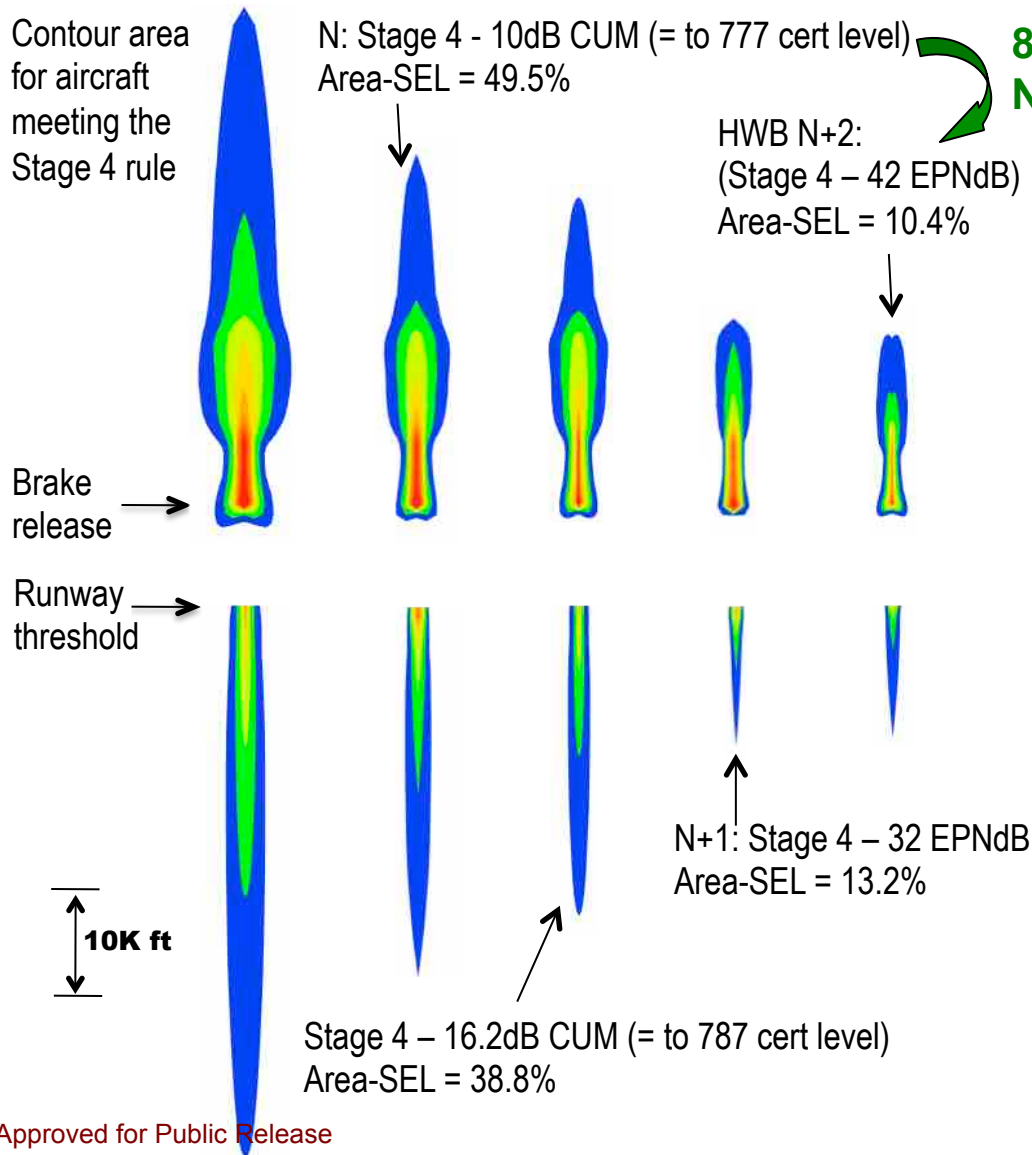 Contour area
for aircraft
meeting the
Stage 4 rule
N: Stage 4 - 10dB CUM (= to 777 cert level)
Area-SEL = 49.5%
8
N
HWB N+2:
(Stage 4 – 42 EPNdB)
Area-SEL = 10.4%
Brake
release
Runway
threshold
N+1: Stage 4 – 32 EPNdB
Area-SEL = 13.2%
10K ft
Stage 4 – 16.2dB CUM (= to 787 cert level)
Area-SEL = 38.8%
Approved for Public Release